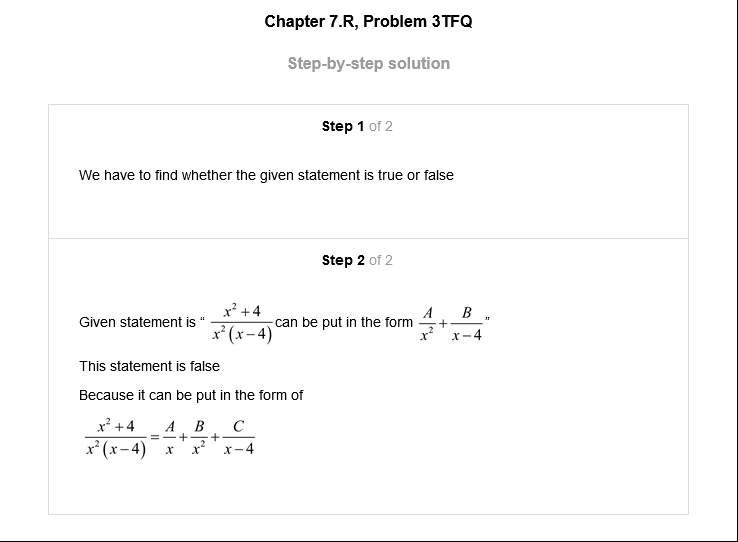 Chapter 7.R, Problem 3TFQ
Step-by-step solution
Step 1 of 2
We have to find whether the given statement is true or false
Step 2 of 2
Given statement is “ \frac{x^2+4}{x^2(x-4)} can be put in the form \frac{A}{x^2}+\frac{B}{x-4} ”
This statement is false
Because it can be put in the form of
\frac{x^2+4}{x^2(x-4)}=\frac{A}{x}+\frac{B}{x^2}+\frac{C}{x-4}